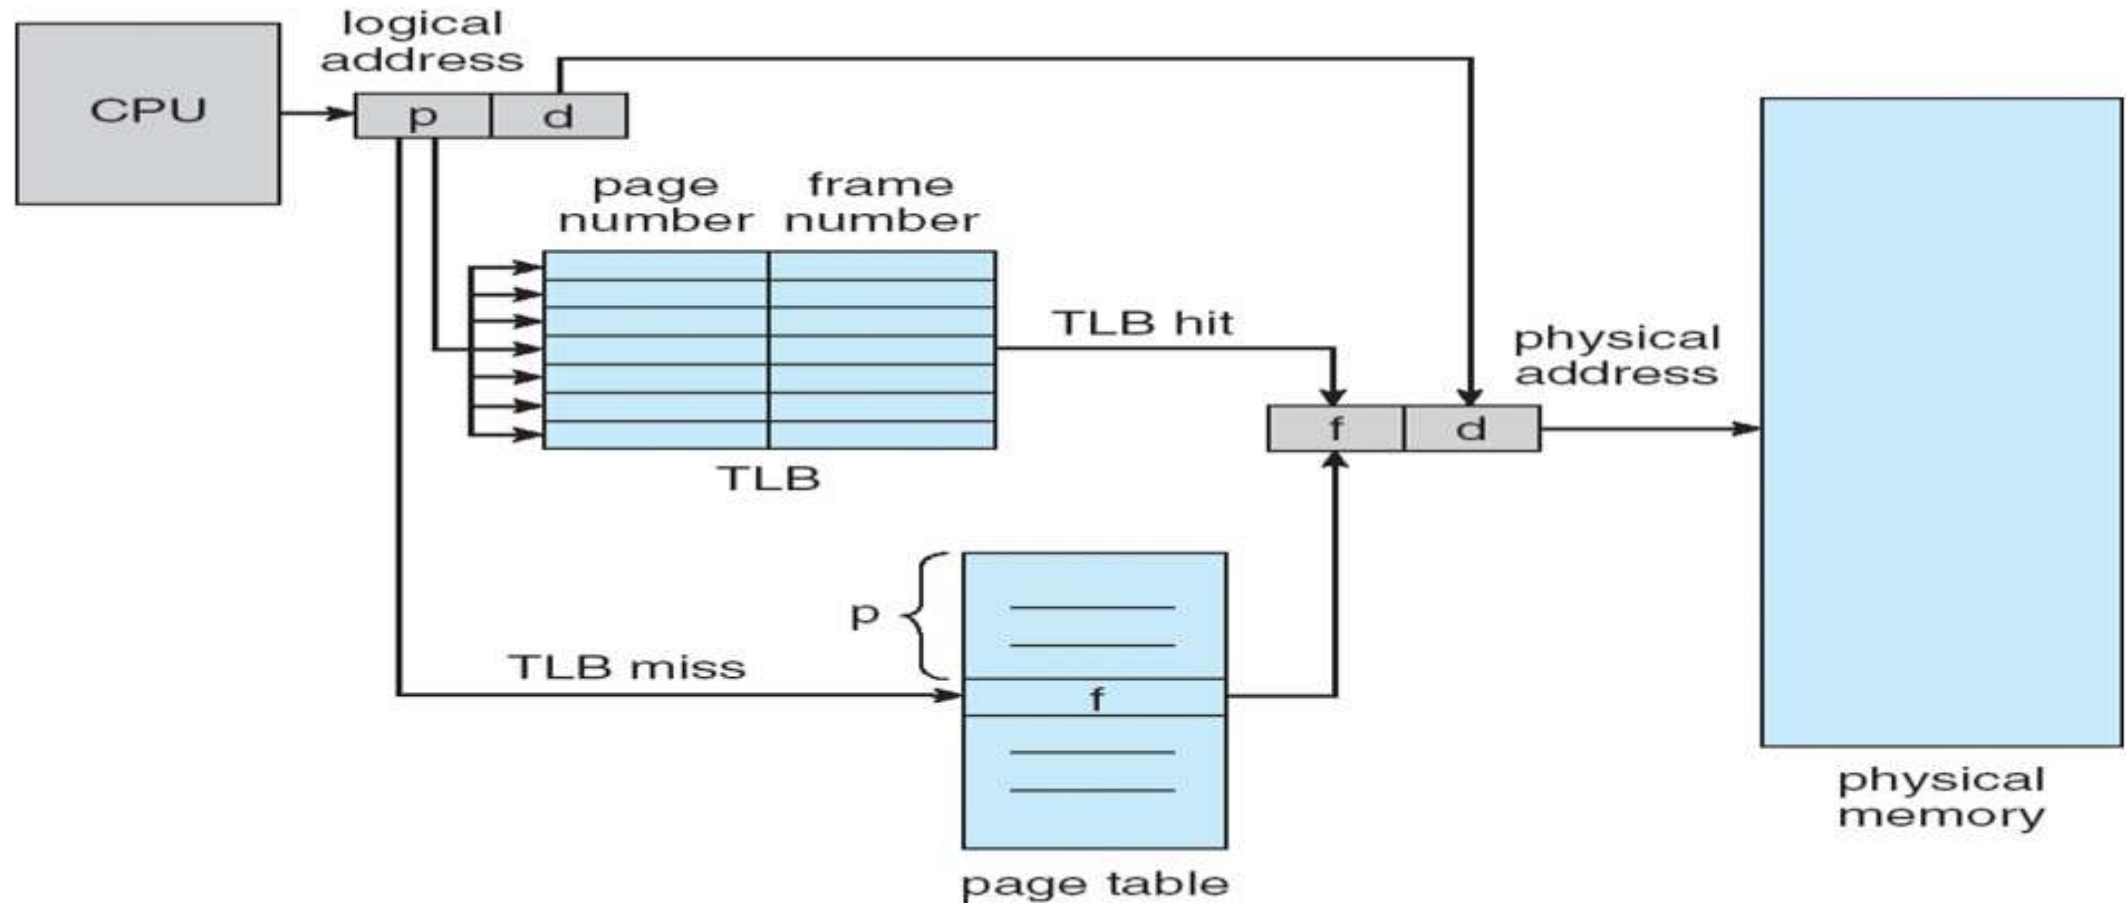 logical
address
CPU
p
d
page
number
frame
number
TLB hit
physical
address
f
d
TLB
p
TLB miss
f
physical
memory
page table